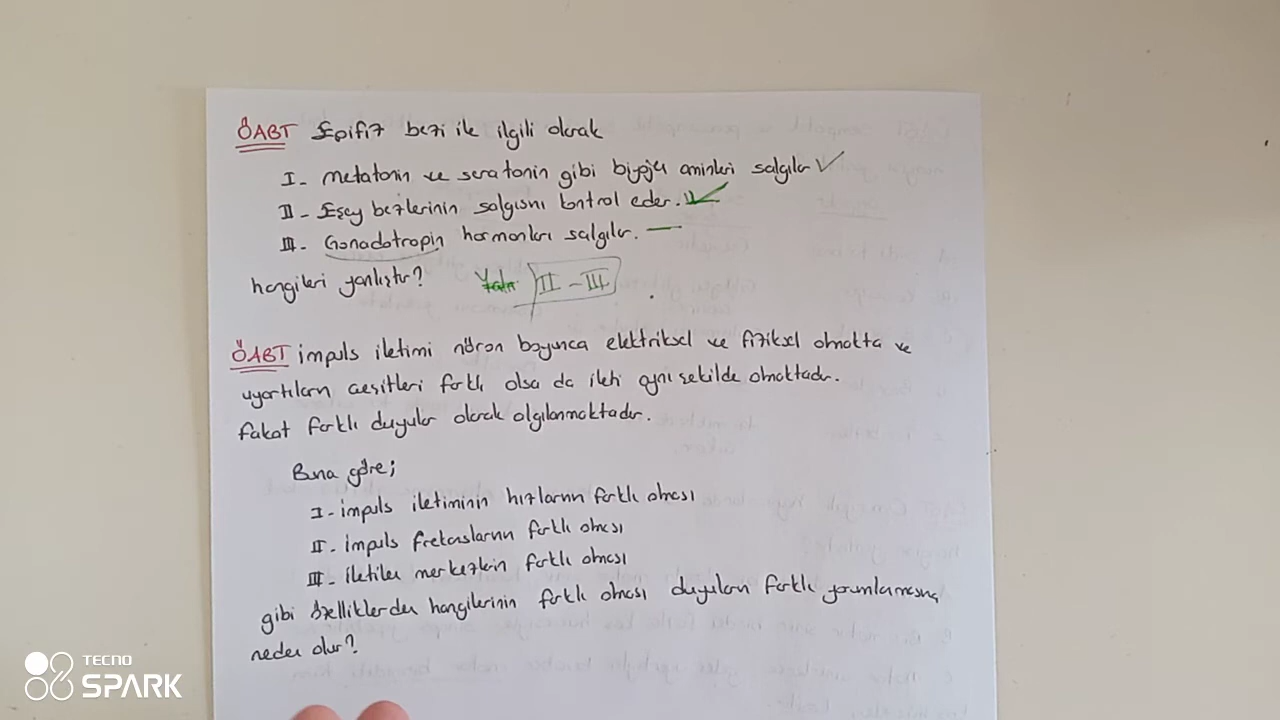 ÖABT Epifiz bezi ile ilgili olarak
I- metatonin ve seratonin gibi biyojen aminleri salgılar ✓
II- Eşey bezlerinin salgısını kontrol eder. ✓
III- Gonadotropin hormonları salgılar. —
hangileri yanlıştır? II - III
ÖABT impuls iletimi nöron boyunca elektriksel ve fiziksel olmakta ve
uyartıların çeşitleri farklı olsa da ileti aynı şekilde olmaktadır.
fakat farklı duyular olarak algılanmaktadır.
Buna göre;
I- impuls iletiminin hızlarının farklı olması
II- impuls frekanslarının farklı olması
III- iletilen merkezlerin farklı olması
gibi özelliklerden hangilerinin farklı olması duyuların farklı yorumlanmasına
neden olur?
TECNO
SPARK